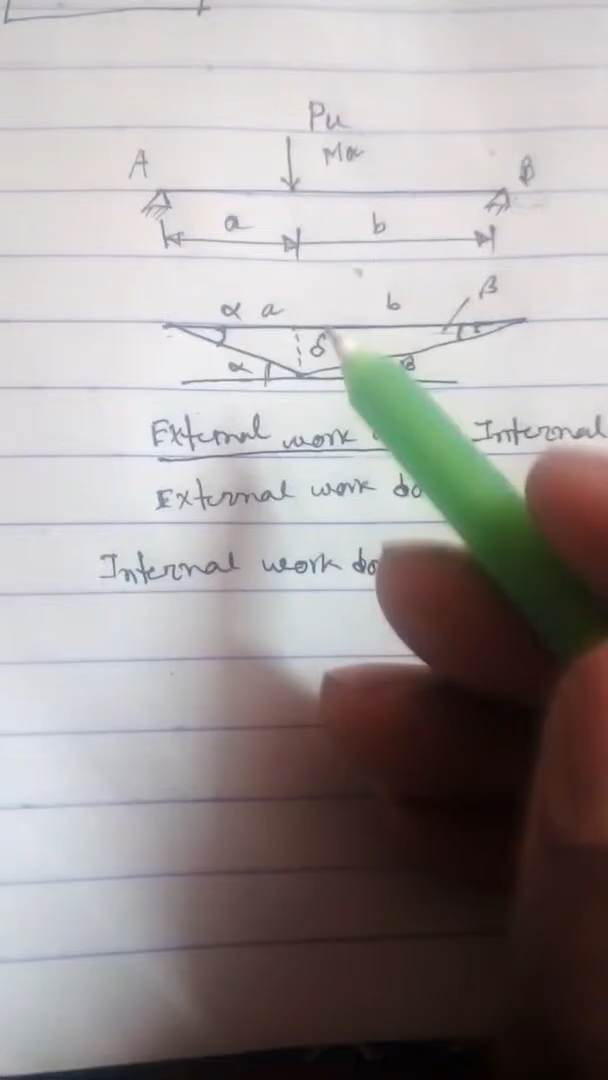 Pu
A Mα B
a b
α a b β
δ
α β
External work Internal
External work do
Internal work do